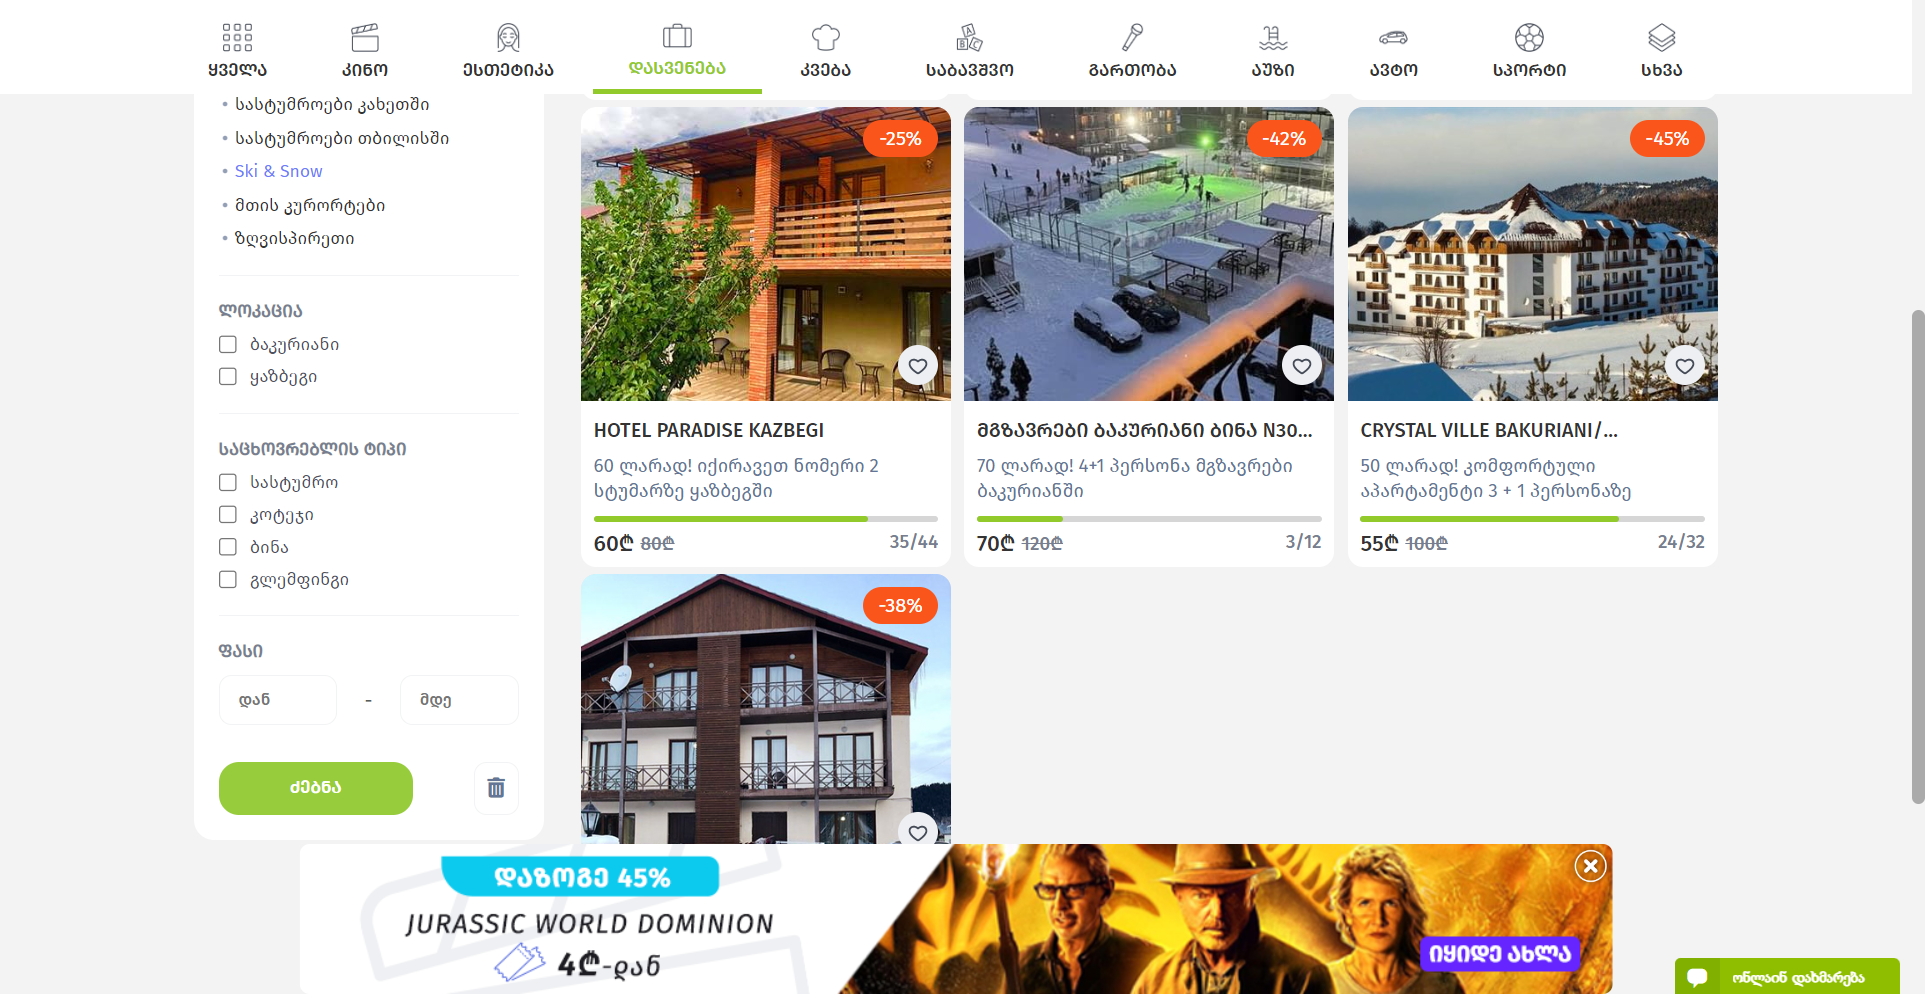 ყველა
კინო
ესთეტიკა
დასვენება
კვება
საბავშვო
გართობა
აუზი
ავტო
სპორტი
სხვა
სასტუმროები კახეთში
სასტუმროები თბილისში
Ski & Snow
მთის კურორტები
ზღვისპირეთი
ლოკაცია
ბაკურიანი
ყაზბეგი
საცხოვრებლის ტიპი
სასტუმრო
კოტეჯი
ბინა
გლემფინგი
ფასი
დან - მდე
ძებნა
-25%
HOTEL PARADISE KAZBEGI
60 ლარად! იქირავეთ ნომერი 2
სტუმარზე ყაზბეგში
60₾ 80₾ 35/44
-42%
მგზავრები ბაკურიანი ბინა N30...
70 ლარად! 4+1 პერსონა მგზავრები
ბაკურიანში
70₾ 120₾ 3/12
-45%
CRYSTAL VILLE BAKURIANI/...
50 ლარად! კომფორტული
აპარტამენტი 3 + 1 პერსონაზე
55₾ 100₾ 24/32
-38%
დაზოგე 45%
JURASSIC WORLD DOMINION
4₾-დან
იყიდე ახლა
ონლაინ დახმარება